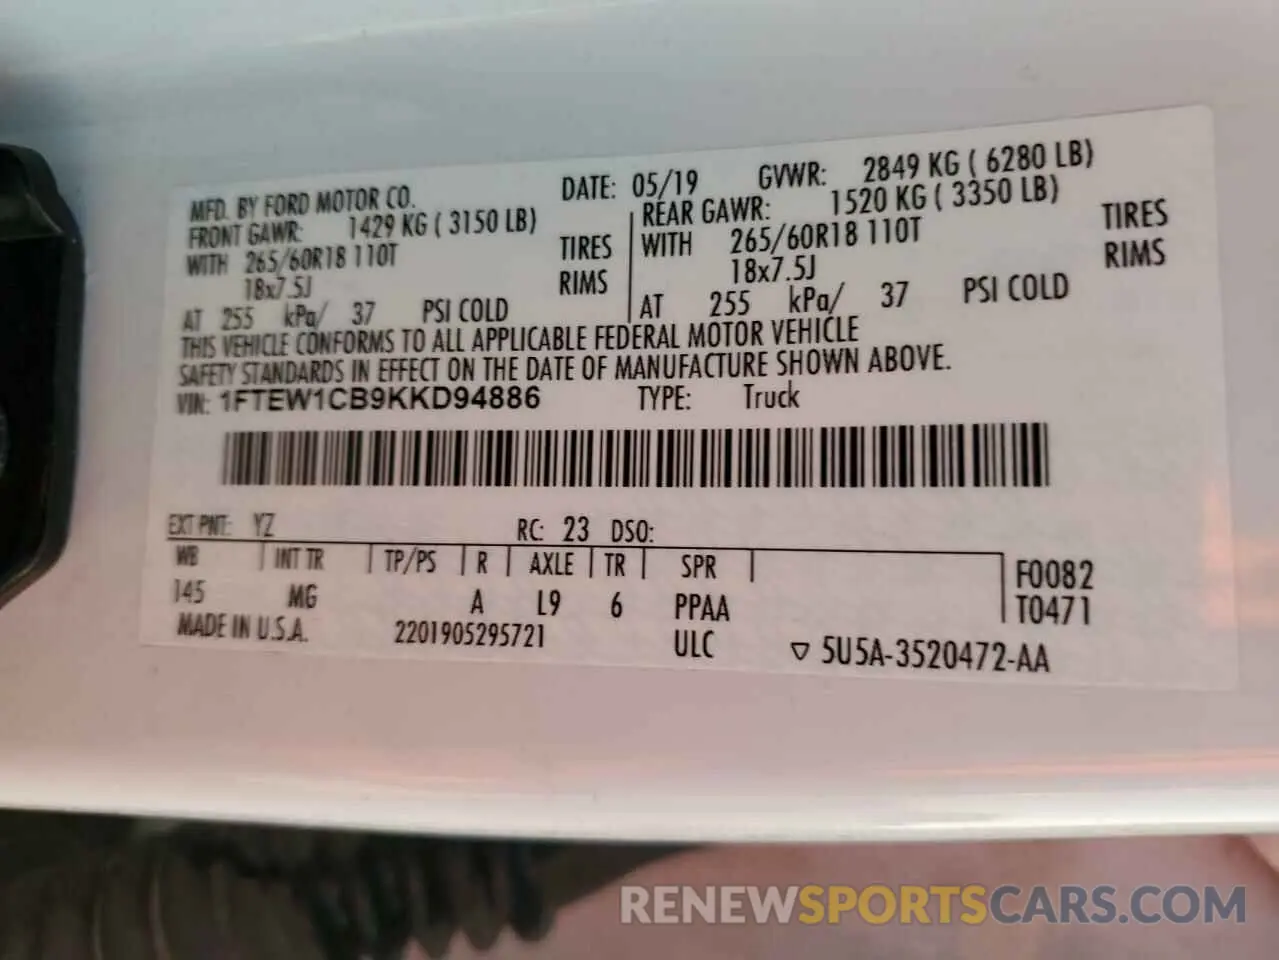 MFD. BY FORD MOTOR CO. DATE: 05/19 GVWR: 2849 KG ( 6280 LB)
FRONT GAWR: 1429 KG ( 3150 LB) REAR GAWR: 1520 KG ( 3350 LB)
WITH 265/60R18 110T TIRES WITH 265/60R18 110T TIRES
18x7.5J RIMS 18x7.5J RIMS
AT 255 kPa/ 37 PSI COLD AT 255 kPa/ 37 PSI COLD
THIS VEHICLE CONFORMS TO ALL APPLICABLE FEDERAL MOTOR VEHICLE
SAFETY STANDARDS IN EFFECT ON THE DATE OF MANUFACTURE SHOWN ABOVE.
VIN: 1FTEW1CB9KKD94886 TYPE: Truck
EXT PNT: YZ RC: 23 DSO:
WB INT TR TP/PS R AXLE TR SPR F0082
145 MG A L9 6 PPAA T0471
MADE IN U.S.A. 2201905295721 ULC ▽ 5U5A-3520472-AA
RENEWSPORTSCARS.COM